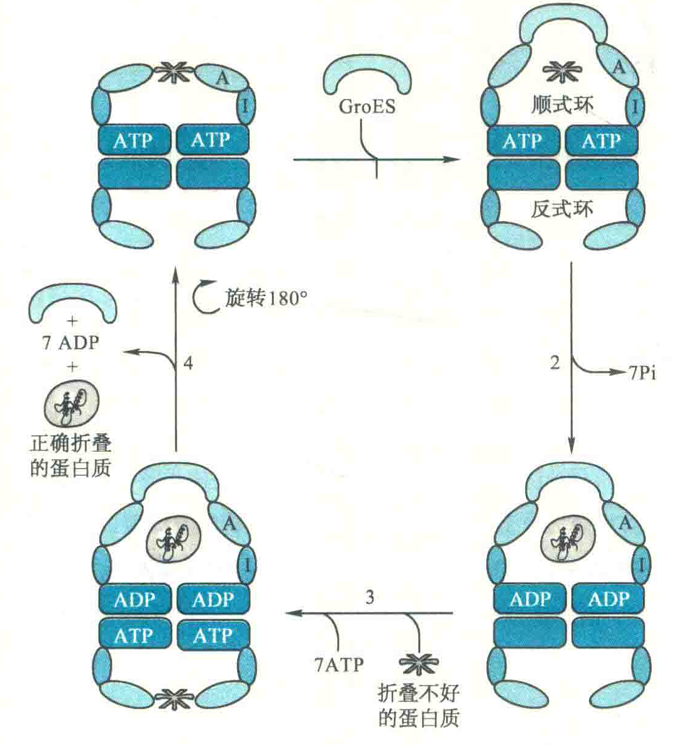 A
I
ATP ATP
GroES
A
顺式环
I
ATP ATP
反式环
旋转180°
+
7 ADP
+
正确折叠
的蛋白质
4
2
7Pi
A
I
ADP ADP
ATP ATP
3
7ATP
折叠不好
的蛋白质
A
I
ADP ADP